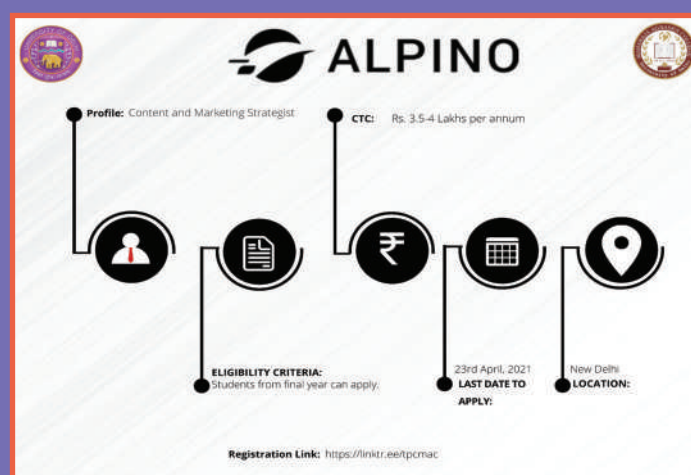 ALPINO
Profile: Content and Marketing Strategist
CTC: Rs. 3.5-4 Lakhs per annum
ELIGIBILITY CRITERIA:
Students from final year can apply.
23rd April, 2021
LAST DATE TO
APPLY:
New Delhi
LOCATION:
Registration Link: https://linktr.ee/tpcmac